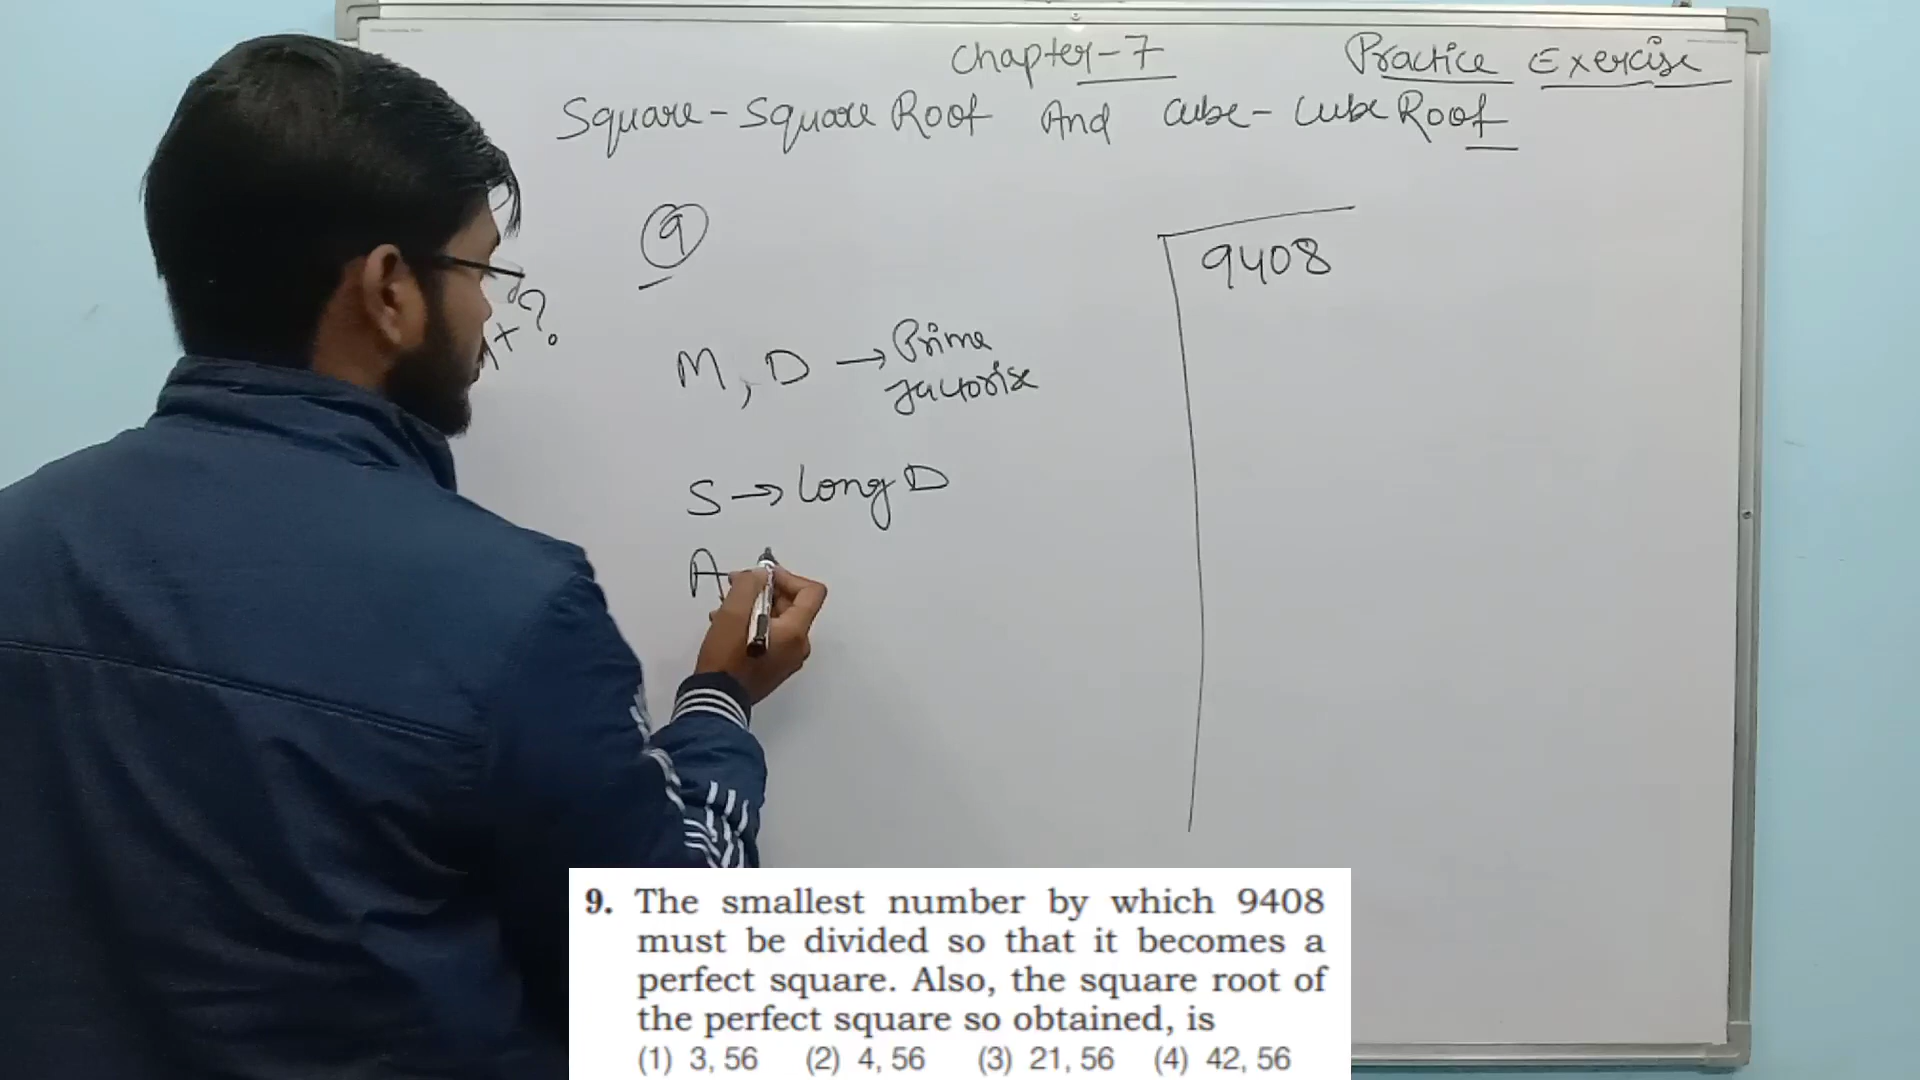 Chapter-7
Practice Exercise
Square-Square Root And Cube-Cube Root
9
9408
M, D → Prime
factorise
S → Long D
A
9. The smallest number by which 9408
must be divided so that it becomes a
perfect square. Also, the square root of
the perfect square so obtained, is
(1) 3, 56 (2) 4, 56 (3) 21, 56 (4) 42, 56